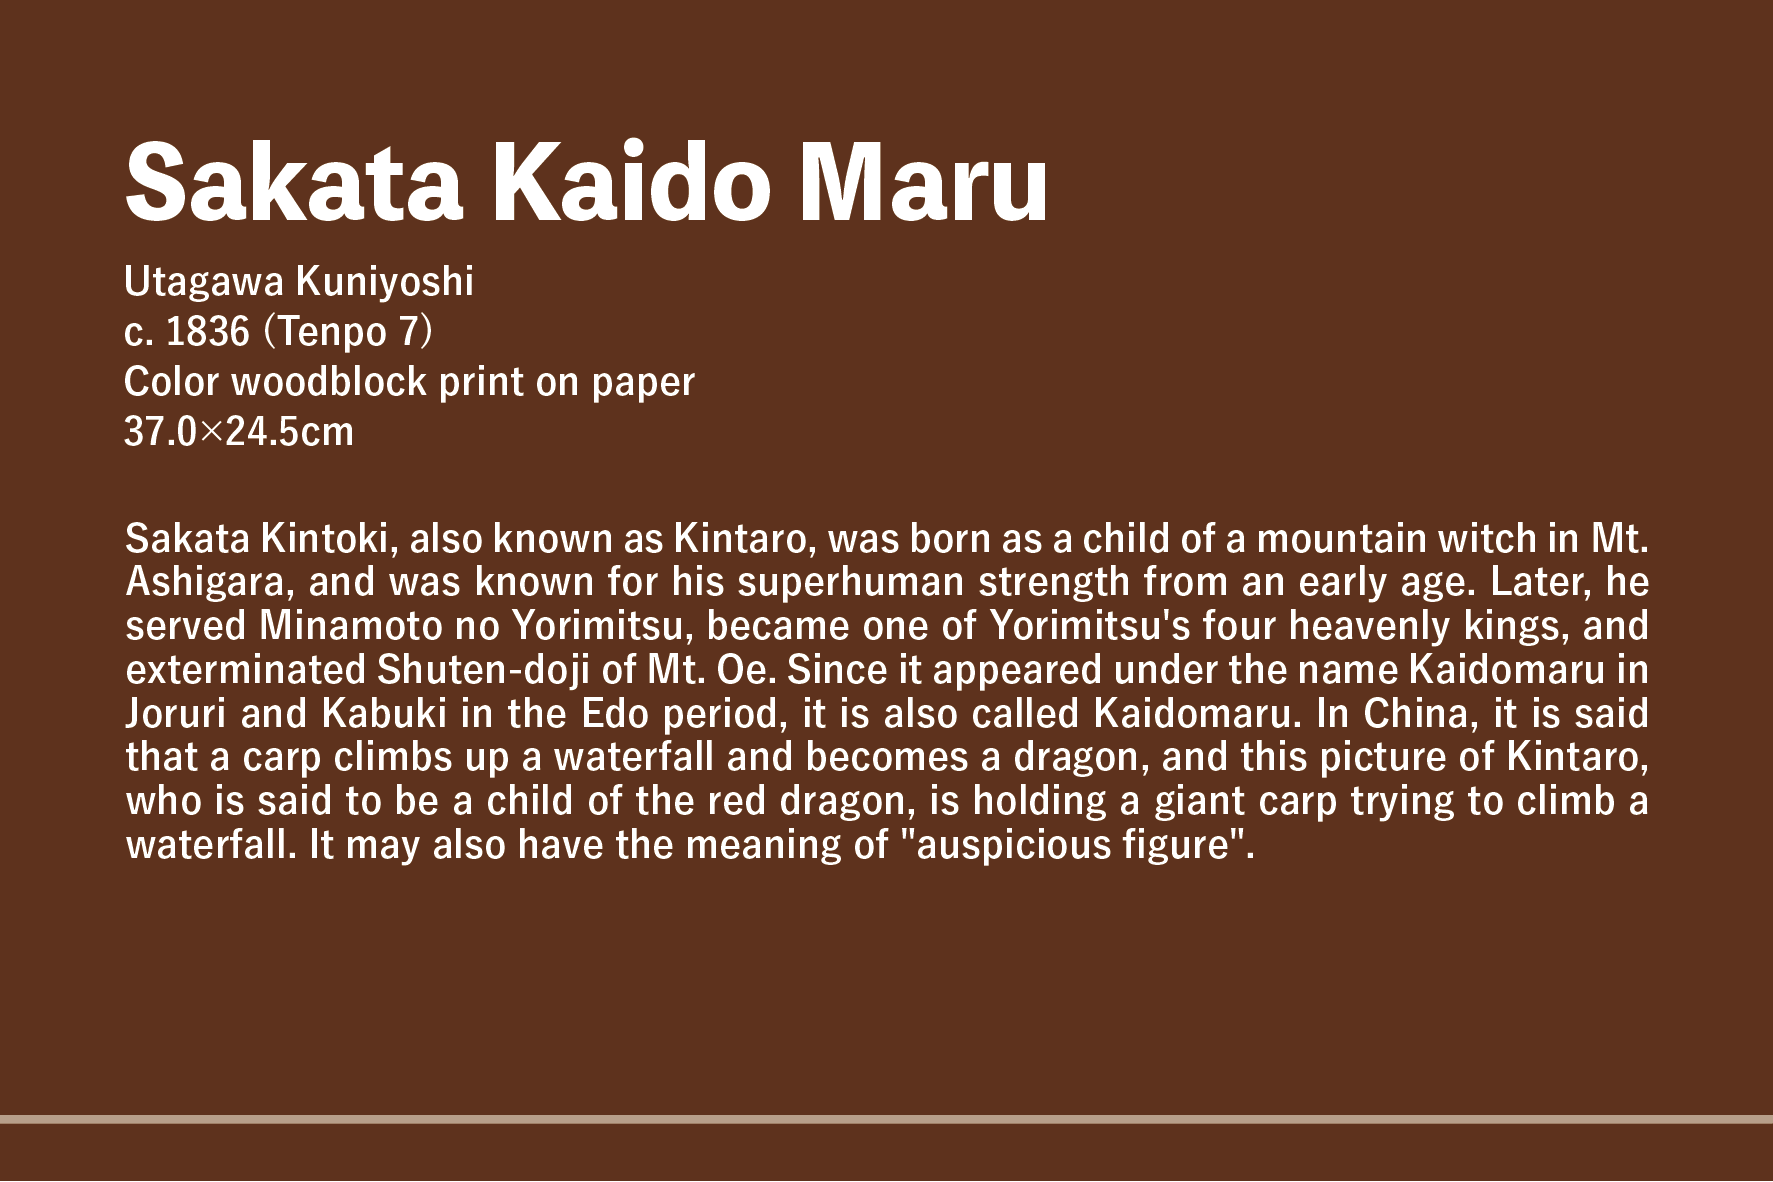 Sakata Kaido Maru
Utagawa Kuniyoshi
c. 1836 (Tenpo 7)
Color woodblock print on paper
37.0×24.5cm
Sakata Kintoki, also known as Kintaro, was born as a child of a mountain witch in Mt.
Ashigara, and was known for his superhuman strength from an early age. Later, he
served Minamoto no Yorimitsu, became one of Yorimitsu's four heavenly kings, and
exterminated Shuten-doji of Mt. Oe. Since it appeared under the name Kaidomaru in
Joruri and Kabuki in the Edo period, it is also called Kaidomaru. In China, it is said
that a carp climbs up a waterfall and becomes a dragon, and this picture of Kintaro,
who is said to be a child of the red dragon, is holding a giant carp trying to climb a
waterfall. It may also have the meaning of "auspicious figure".